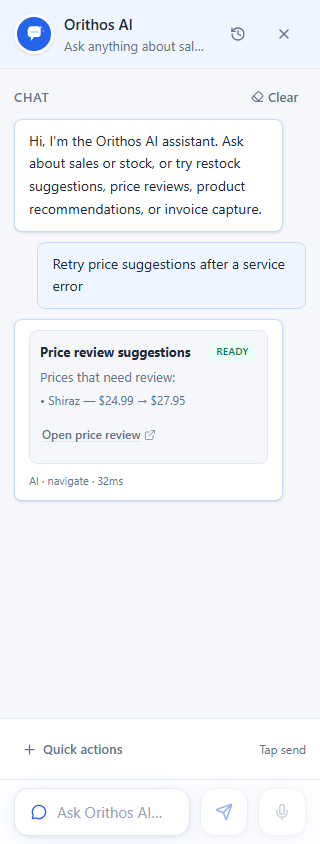 Orithos AI
Ask anything about sal...
CHAT
Clear
Hi, I'm the Orithos AI assistant. Ask
about sales or stock, or try restock
suggestions, price reviews, product
recommendations, or invoice capture.
Retry price suggestions after a service
error
Price review suggestions
READY
Prices that need review:
• Shiraz — $24.99 → $27.95
Open price review
AI · navigate · 32ms
Quick actions
Tap send
Ask Orithos AI...